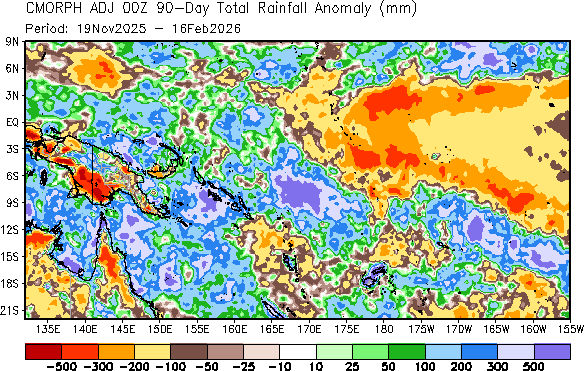 CMORPH ADJ 00Z 90-Day Total Rainfall Anomaly (mm)
Period: 19Nov2025 - 16Feb2026
9N
6N
3N
EQ
3S
6S
9S
12S
15S
18S
21S
135E 140E 145E 150E 155E 160E 165E 170E 175E 180 175W 170W 165W 160W 155W
-500 -300 -200 -100 -50 -25 -10 10 25 50 100 200 300 500